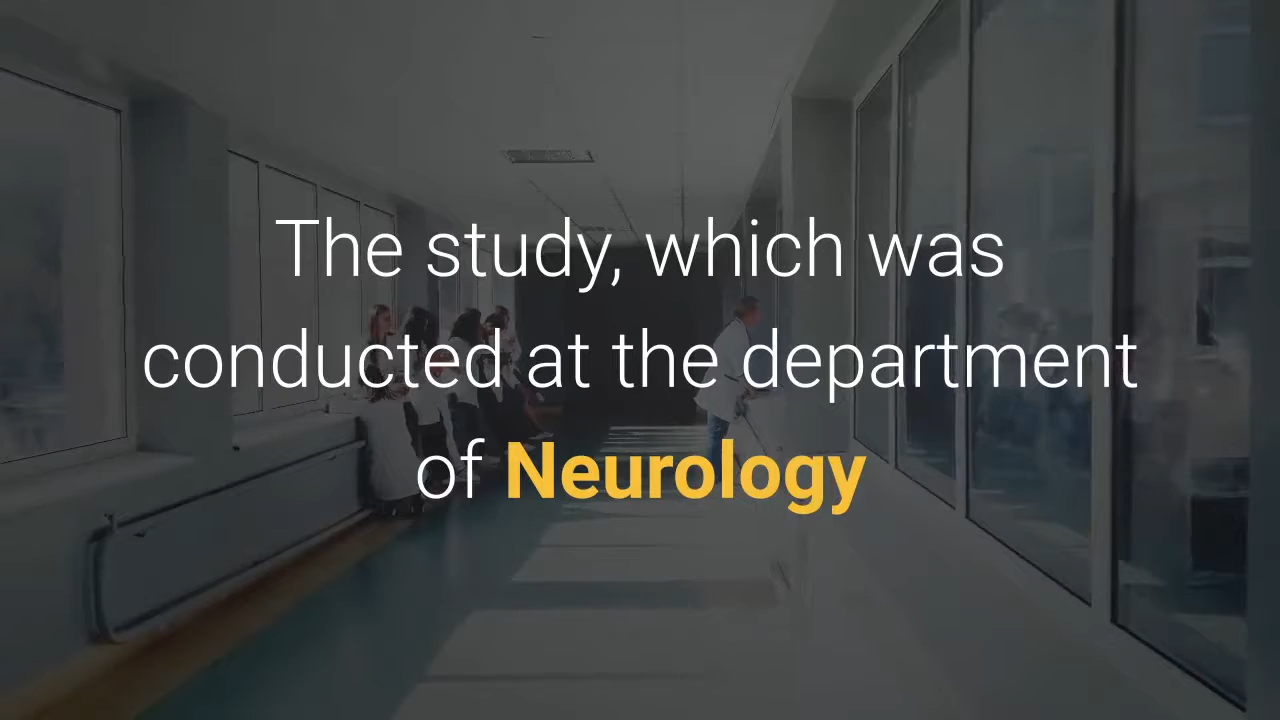 The study, which was
conducted at the department
of Neurology